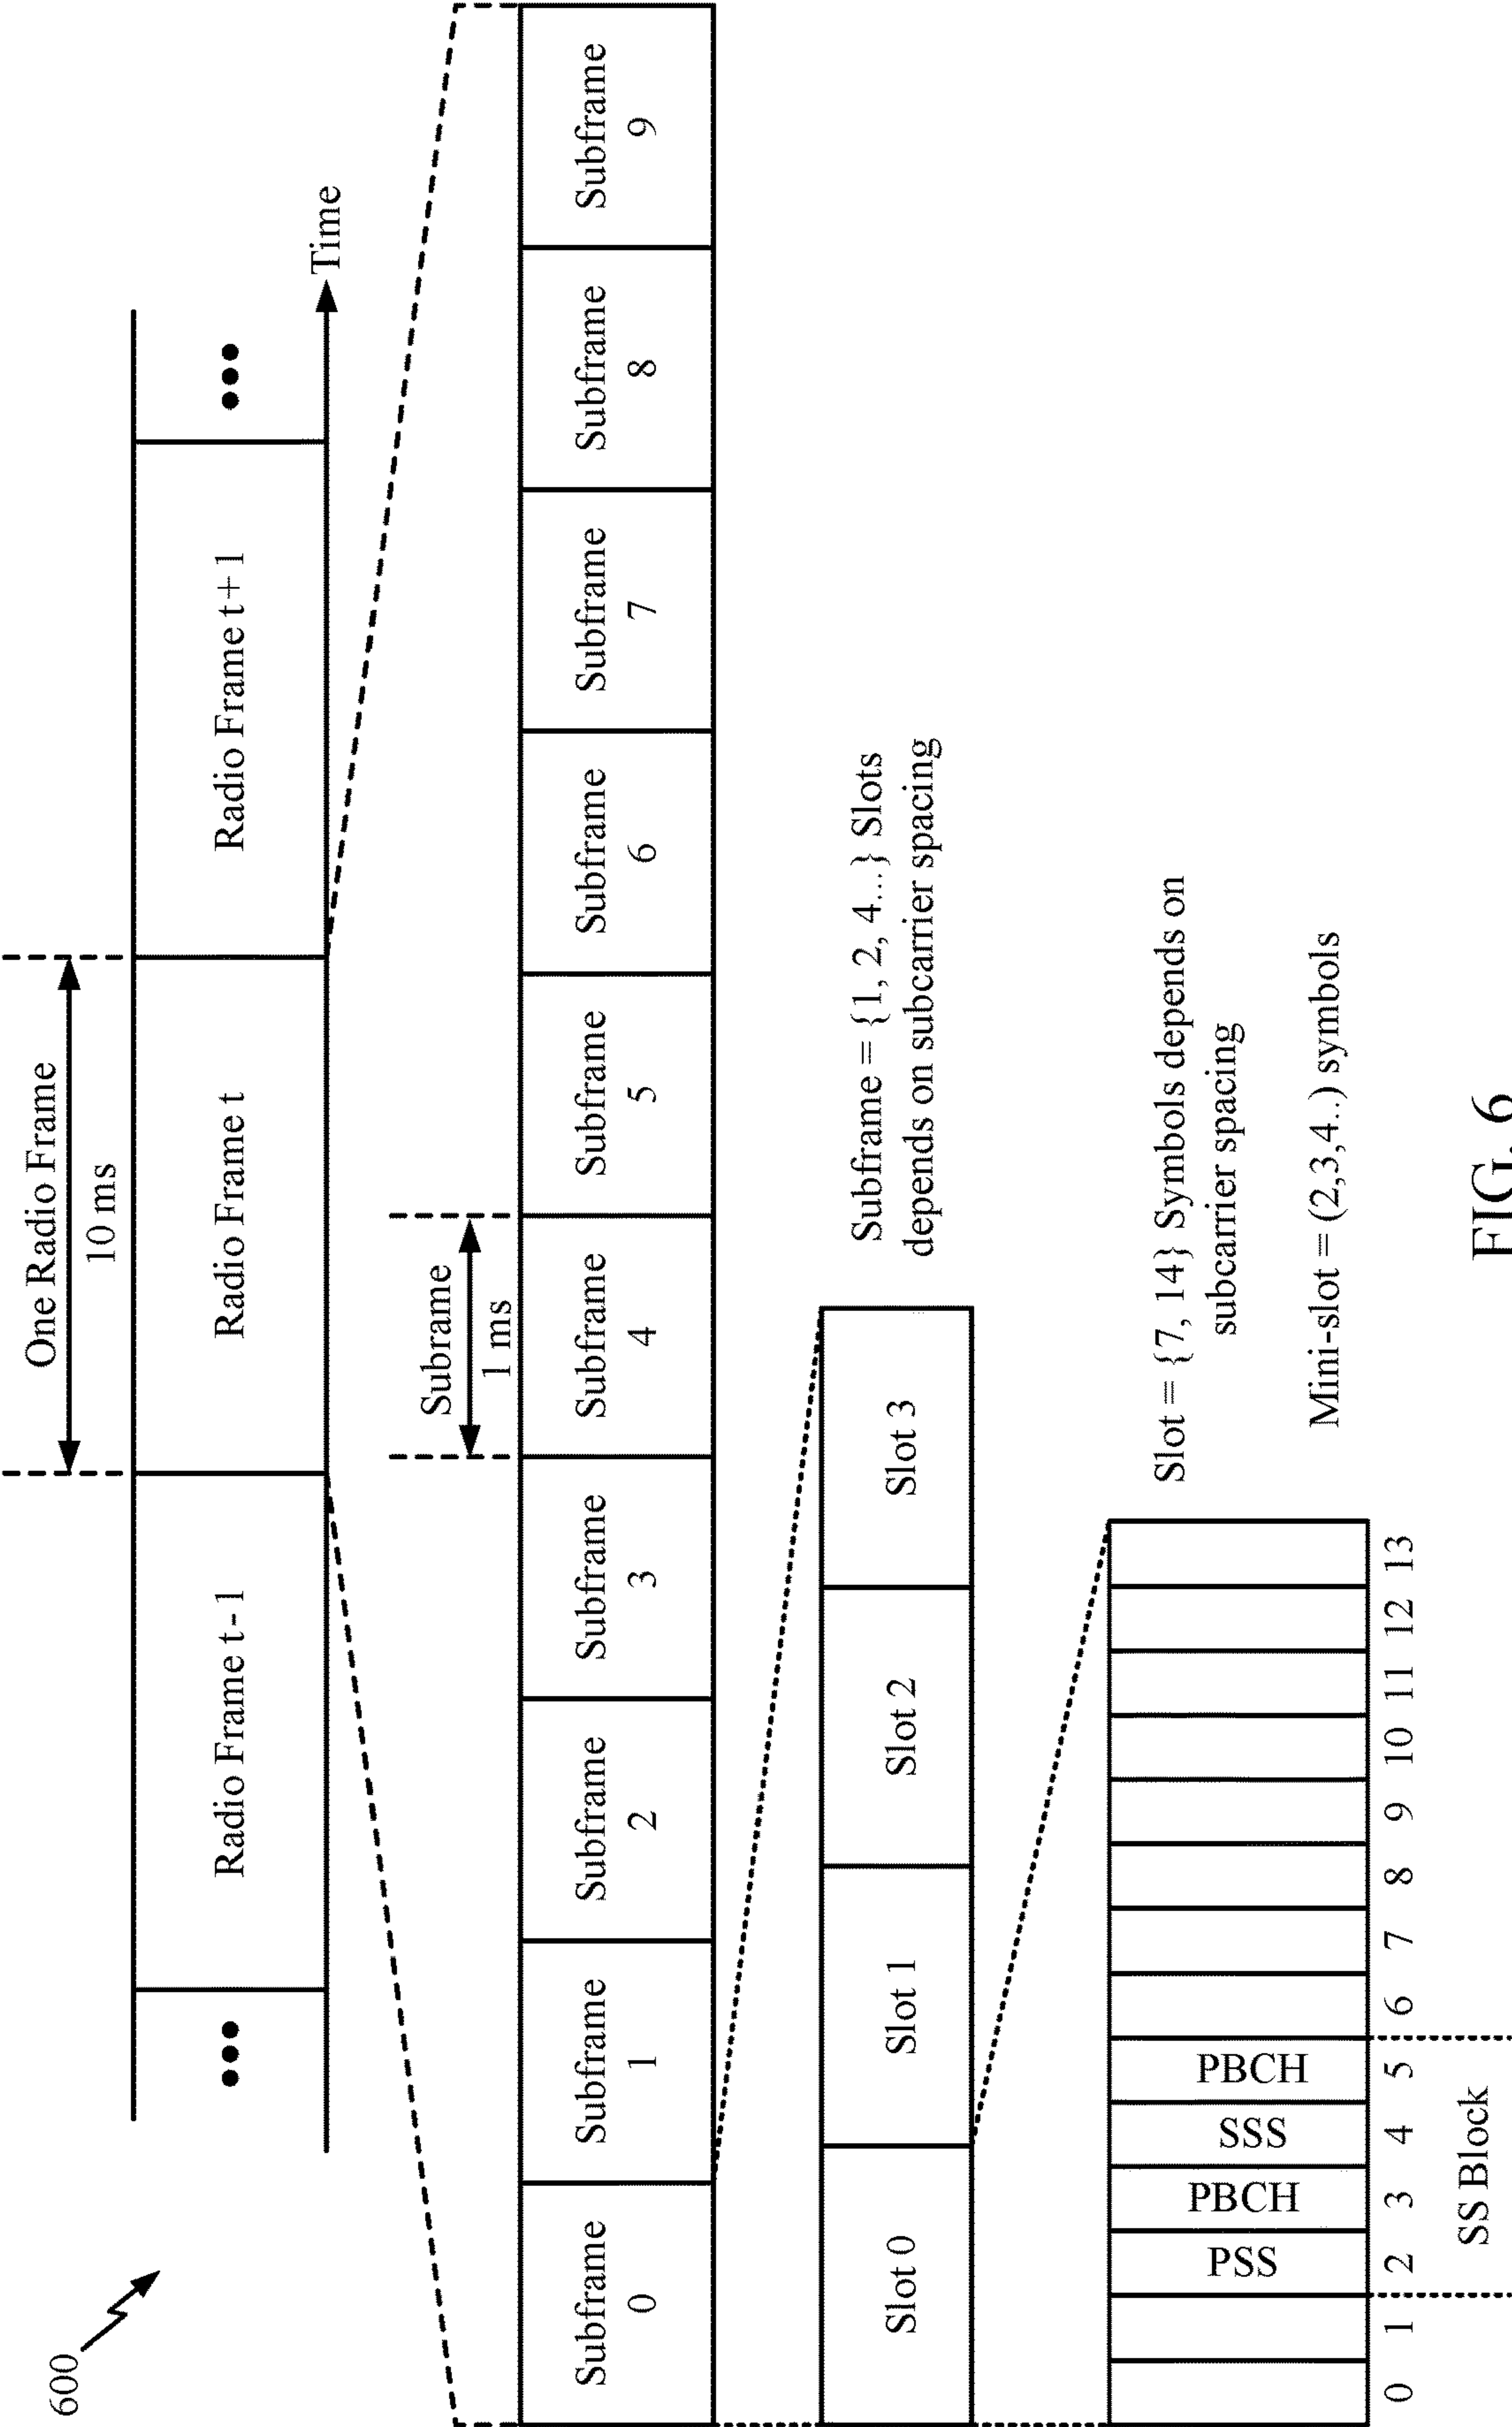 600
One Radio Frame
10 ms
•••
Radio Frame t-1
Radio Frame t
Radio Frame t+1
•••
Time
Subrame
1 ms
Subframe
0
Subframe
1
Subframe
2
Subframe
3
Subframe
4
Subframe
5
Subframe
6
Subframe
7
Subframe
8
Subframe
9
Slot 0
Slot 1
Slot 2
Slot 3
Subframe = {1, 2, 4...} Slots
depends on subcarrier spacing
PSS
PBCH
SSS
PBCH
0 1 2 3 4 5 6 7 8 9 10 11 12 13
SS Block
Slot = {7, 14} Symbols depends on
subcarrier spacing
Mini-slot = (2,3,4..) symbols
FIG. 6